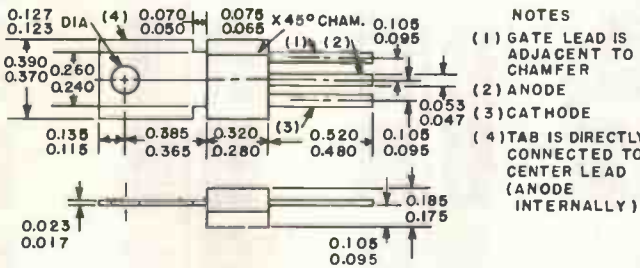 0.127
0.123
DIA
(4)
0.070
0.050
0.075
0.065
X 45° CHAM.
(1)
(2)
0.105
0.095
0.390
0.370
0.260
0.240
0.053
0.047
0.135
0.115
0.385
0.365
0.320
0.280
(3)
0.520
0.480
0.105
0.095
0.023
0.017
0.185
0.175
0.105
0.095
NOTES
(1) GATE LEAD IS
ADJACENT TO
CHAMFER
(2) ANODE
(3) CATHODE
(4) TAB IS DIRECTLY
CONNECTED TO
CENTER LEAD
(ANODE
INTERNALLY)